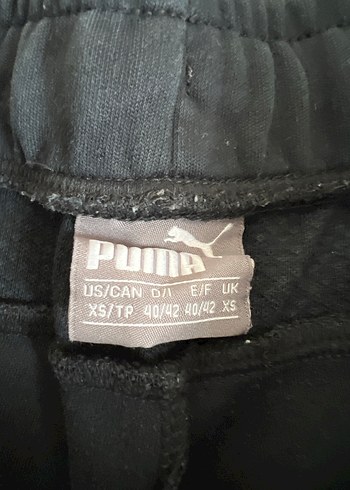 PUMA
US/CAN D/I E/F UK
XS/TP 40/42 40/42 XS